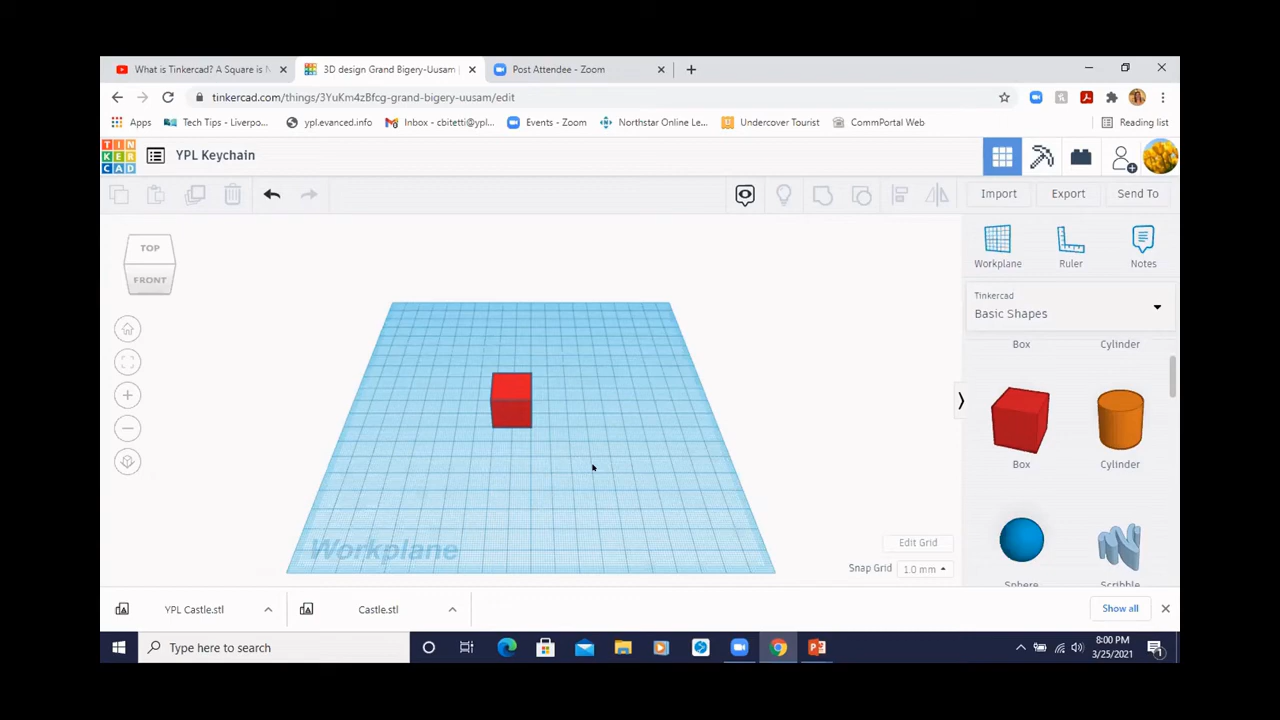 What is Tinkercad? A Square is N
3D design Grand Bigery-Uusam
Post Attendee - Zoom
tinkercad.com/things/3YuKm4zBfcg-grand-bigery-uusam/edit
Apps
Tech Tips - Liverpo...
ypl.evanced.info
Inbox - cbitetti@ypl...
Events - Zoom
Northstar Online Le...
Undercover Tourist
CommPortal Web
Reading list
TIN
KER
CAD
YPL Keychain
Import
Export
Send To
TOP
FRONT
Workplane
Ruler
Notes
Tinkercad
Basic Shapes
Box
Cylinder
Box
Cylinder
Sphere
Scribble
Workplane
Edit Grid
Snap Grid
1.0 mm
YPL Castle.stl
Castle.stl
Show all
Type here to search
8:00 PM
3/25/2021
1